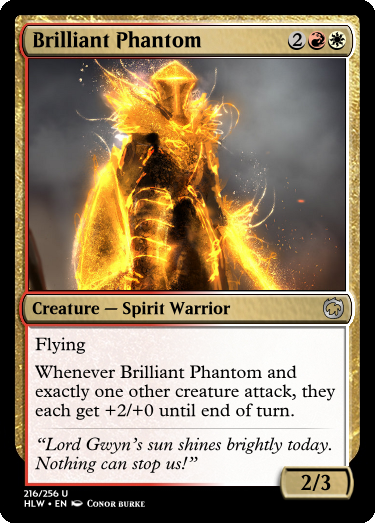 Brilliant Phantom 2
Creature — Spirit Warrior
Flying
Whenever Brilliant Phantom and
exactly one other creature attack, they
each get +2/+0 until end of turn.
“Lord Gwyn's sun shines brightly today.
Nothing can stop us!”
2/3
216/256 U
HLW • EN CONOR BURKE